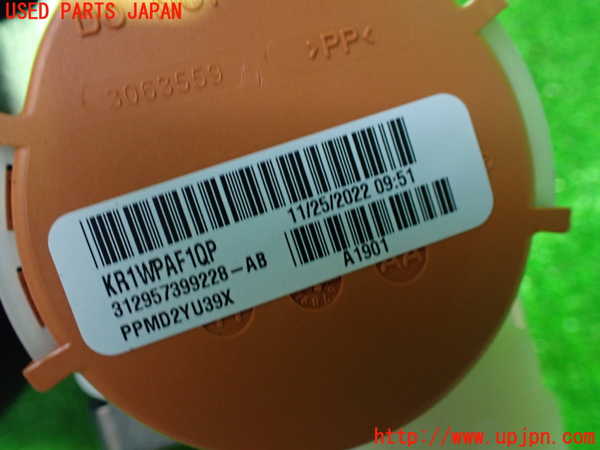 USED PARTS JAPAN
3063559
>PP<
11/25/2022 09:51
KR1WPAF1QP
A1901
312957399228-AB
PPMD2YU39X
http://www.upjpn.com